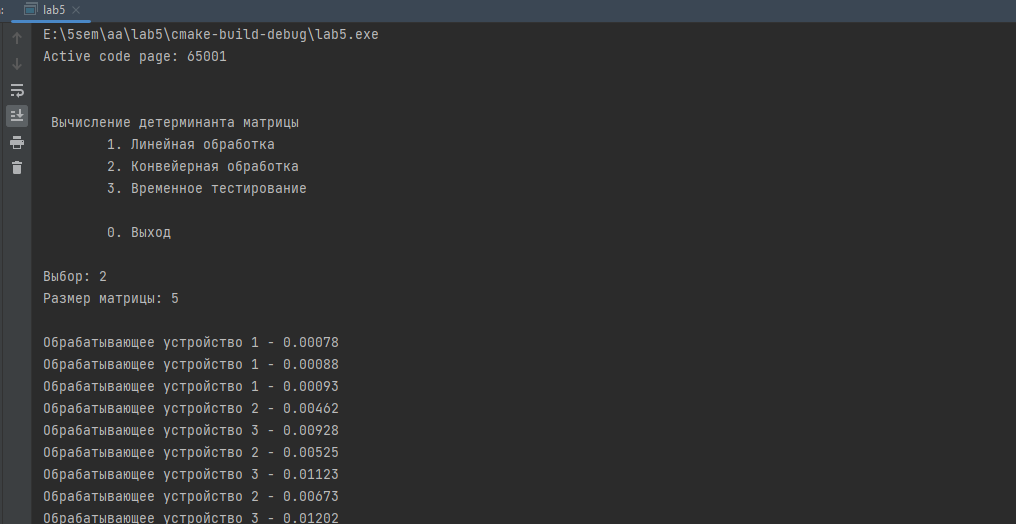 lab5
E:\5sem\aa\lab5\cmake-build-debug\lab5.exe
Active code page: 65001
Вычисление детерминанта матрицы
1. Линейная обработка
2. Конвейерная обработка
3. Временное тестирование
0. Выход
Выбор: 2
Размер матрицы: 5
Обрабатывающее устройство 1 - 0.00078
Обрабатывающее устройство 1 - 0.00088
Обрабатывающее устройство 1 - 0.00093
Обрабатывающее устройство 2 - 0.00462
Обрабатывающее устройство 3 - 0.00928
Обрабатывающее устройство 2 - 0.00525
Обрабатывающее устройство 3 - 0.01123
Обрабатывающее устройство 2 - 0.00673
Обрабатывающее устройство 3 - 0.01202